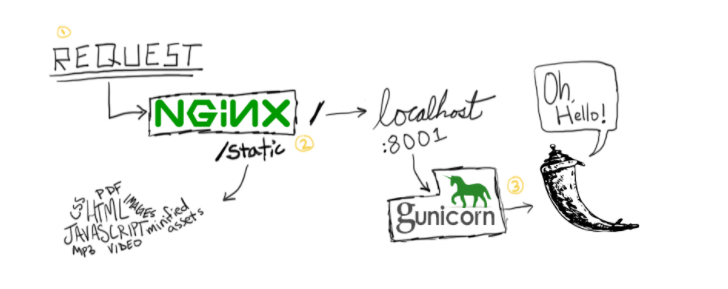 1
REQUEST
NGINX /
/static 2
localhost
:8001
Oh,
Hello!
gunicorn 3
CSS PDF IMAGES
HTML
JAVASCRIPT minified
MP3 VIDEO assets